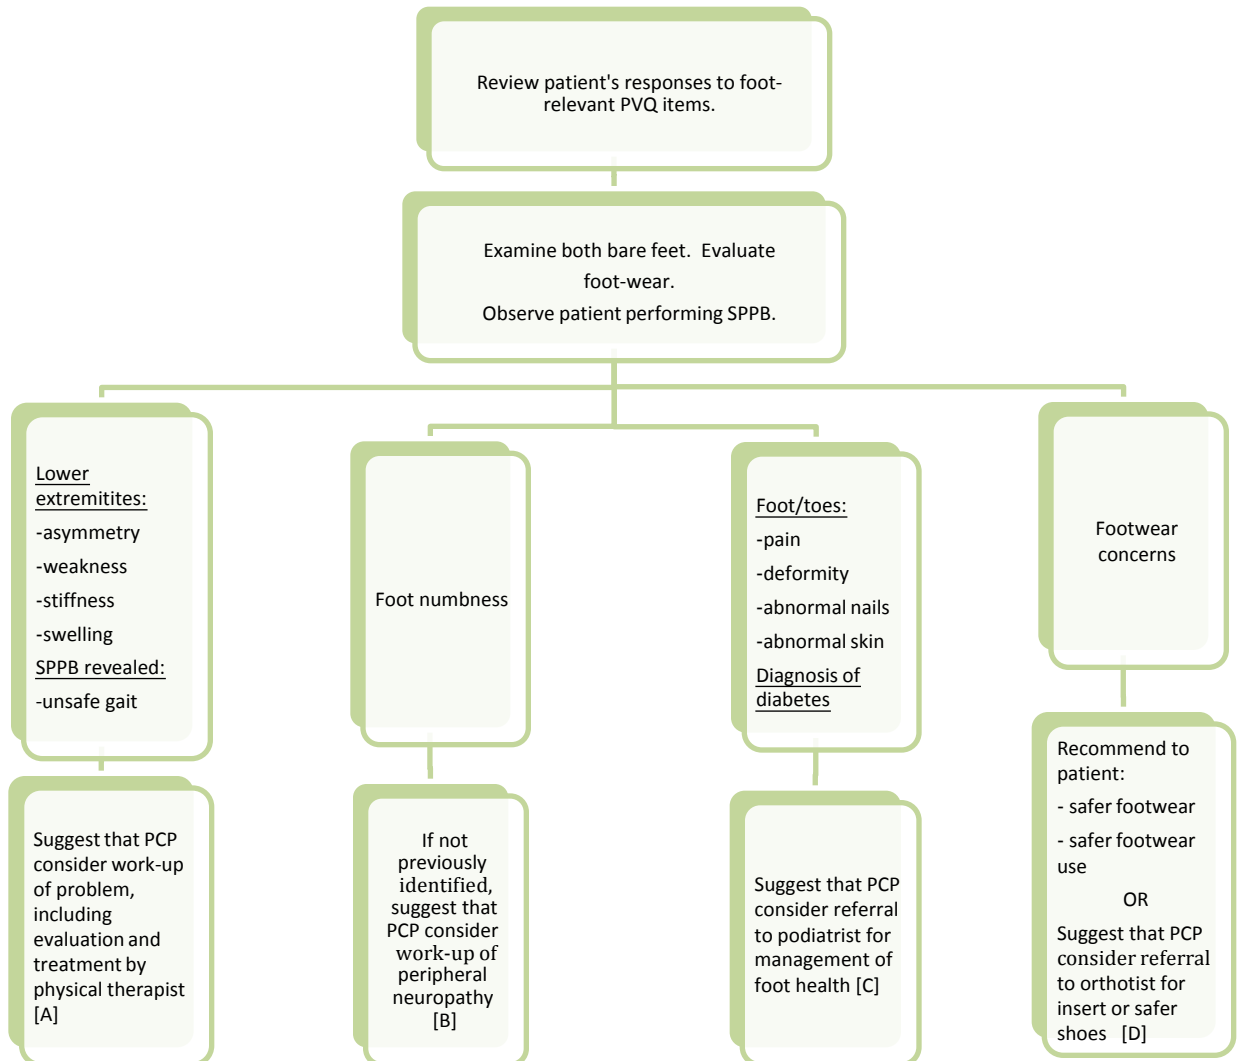 Review patient's responses to foot-
relevant PVQ items.
Examine both bare feet.  Evaluate
foot-wear.
Observe patient performing SPPB.
Lower
extremitites:
-asymmetry
-weakness
-stiffness
-swelling
SPPB revealed:
-unsafe gait
Foot numbness
Foot/toes:
-pain
-deformity
-abnormal nails
-abnormal skin
Diagnosis of
diabetes
Footwear
concerns
Suggest that PCP
consider work-up
of problem,
including
evaluation and
treatment by
physical therapist
[A]
If not
previously
identified,
suggest that
PCP consider
work-up of
peripheral
neuropathy
[B]
Suggest that PCP
consider referral
to podiatrist for
management of
foot health [C]
Recommend to
patient:
- safer footwear
- safer footwear
use
OR
Suggest that PCP
consider referral
to orthotist for
insert or safer
shoes   [D]